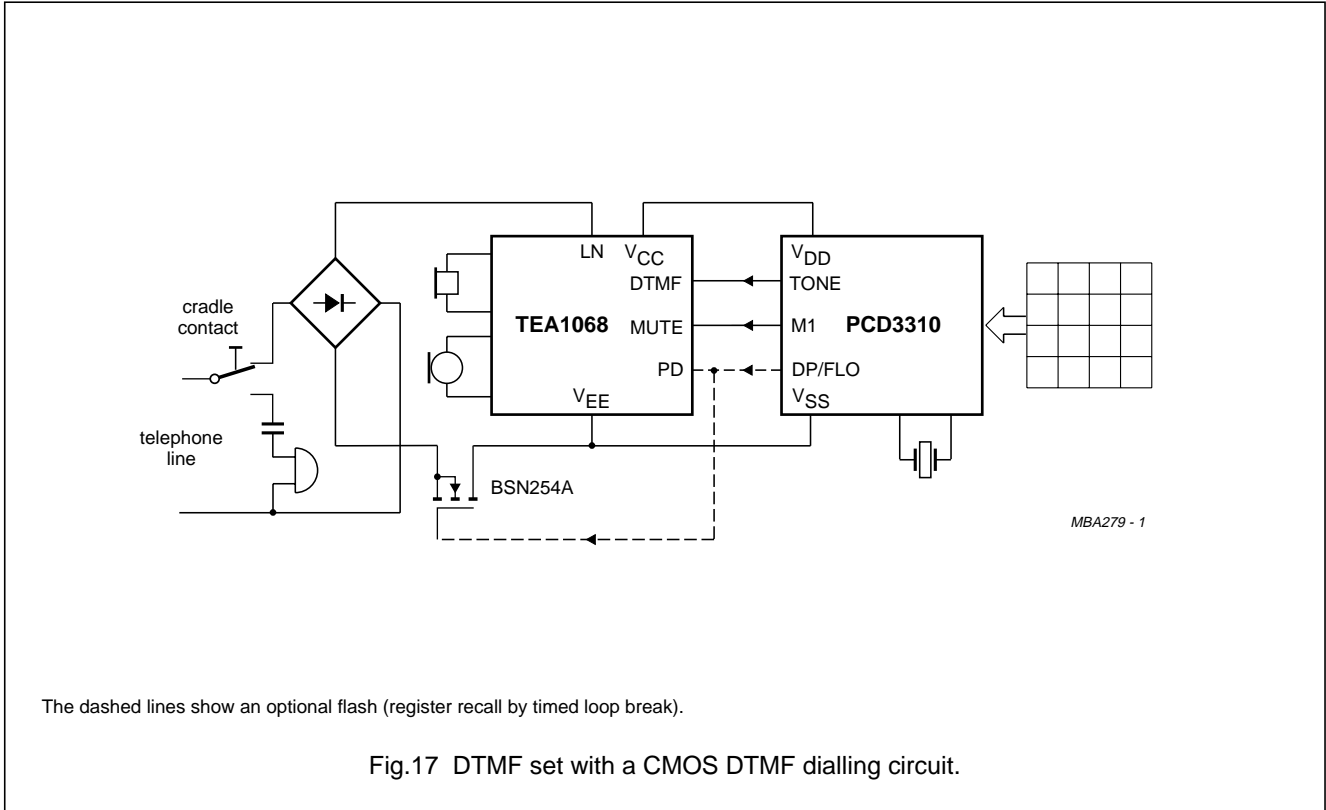 LN
VCC
DTMF
TEA1068
MUTE
PD
VEE
VDD
TONE
PCD3310
M1
DP/FLO
VSS
cradle
contact
telephone
line
BSN254A
MBA279 - 1
The dashed lines show an optional flash (register recall by timed loop break).
Fig.17 DTMF set with a CMOS DTMF dialling circuit.